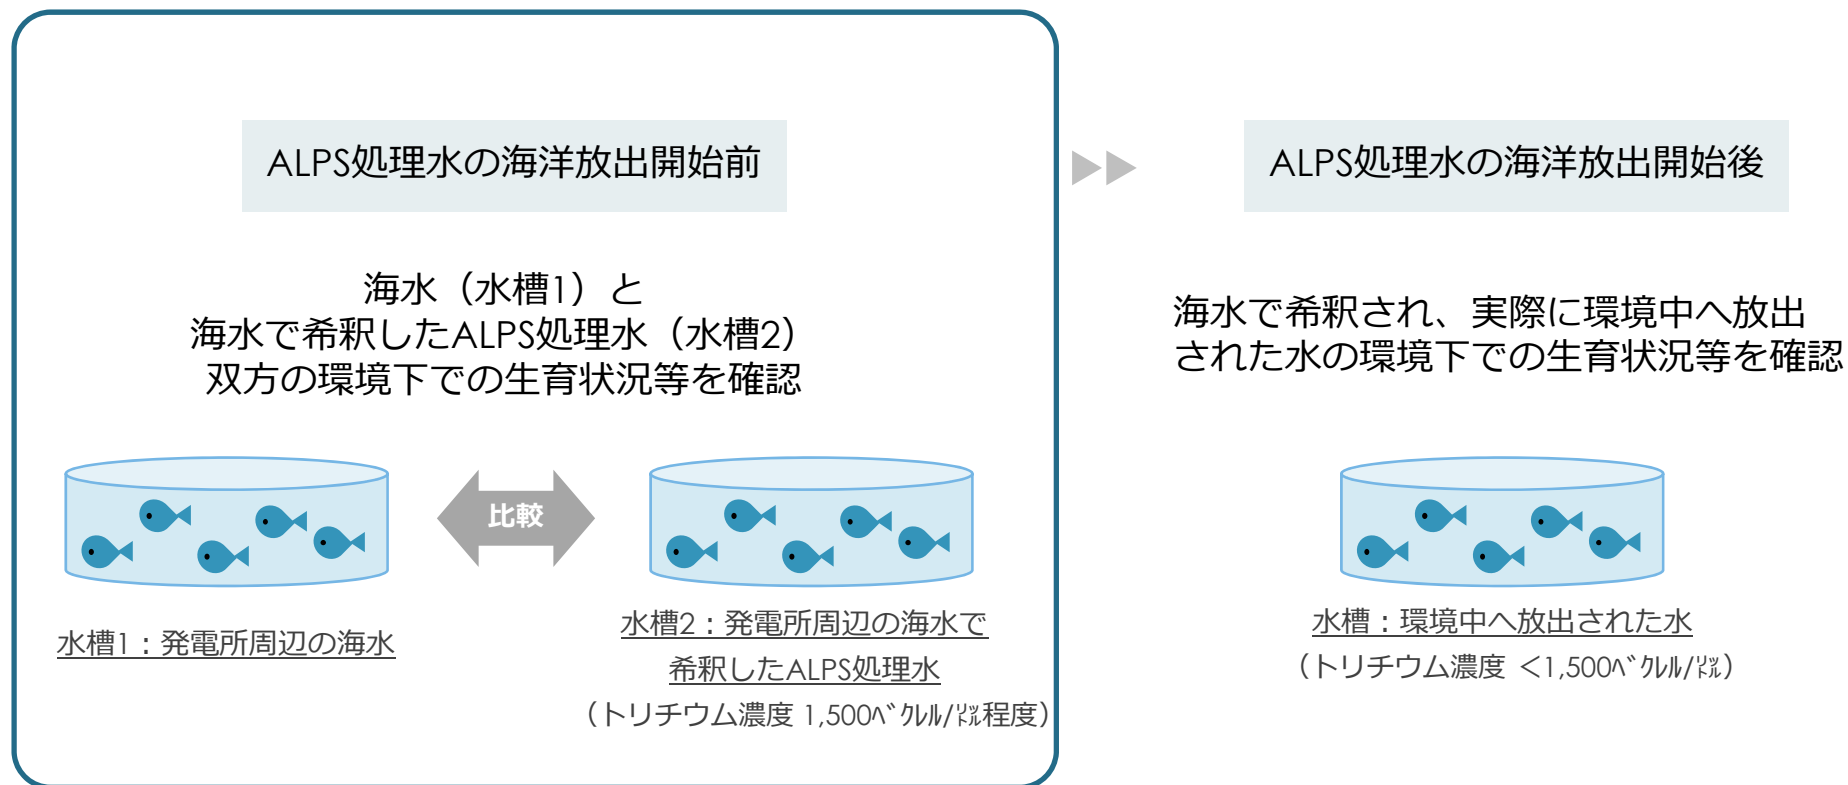 ALPS処理水の海洋放出開始前
海水（水槽1）と
海水で希釈したALPS処理水（水槽2）
双方の環境下での生育状況等を確認
比較
水槽1：発電所周辺の海水
水槽2：発電所周辺の海水で
希釈したALPS処理水
（トリチウム濃度 1,500ﾍﾞｸﾚﾙ/㍑程度）
ALPS処理水の海洋放出開始後
海水で希釈され、実際に環境中へ放出
された水の環境下での生育状況等を確認
水槽：環境中へ放出された水
（トリチウム濃度 ＜1,500ﾍﾞｸﾚﾙ/㍑）